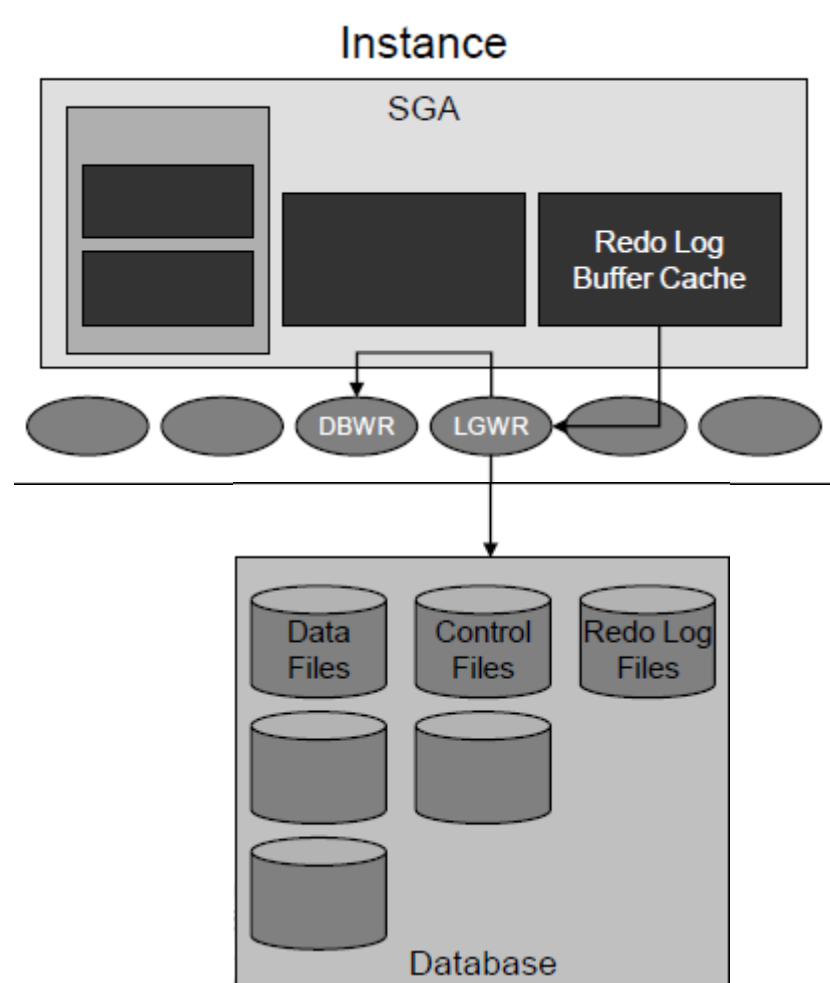 Instance
SGA
Redo Log
Buffer Cache
DBWR
LGWR
Data
Files
Control
Files
Redo Log
Files
Database